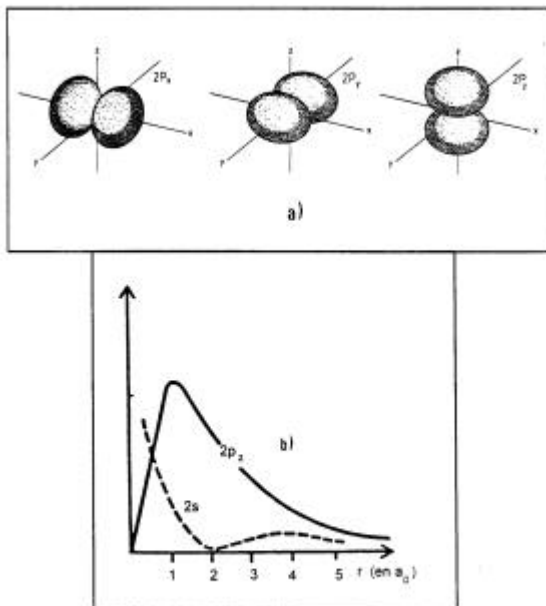 z z z
2Px 2Py 2Pz
x x x
y y y
a)
2pz b)
2s
1 2 3 4 5 r (en a0)